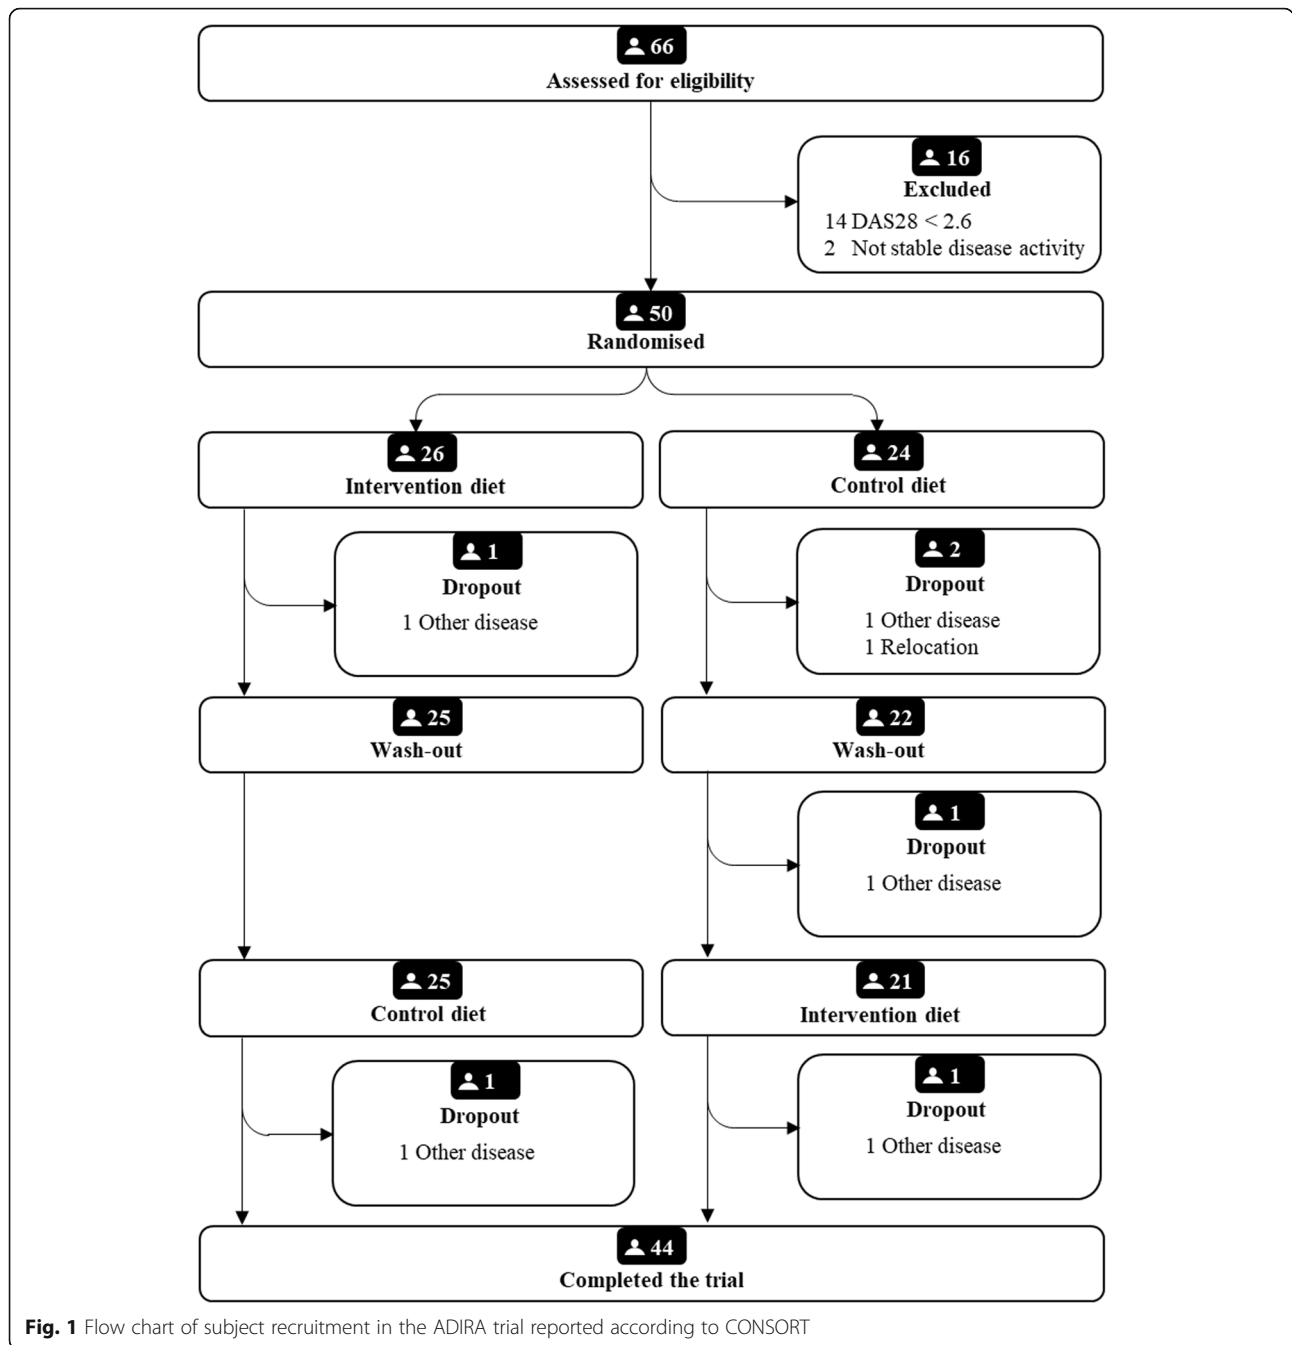 66
Assessed for eligibility
16
Excluded
14 DAS28 < 2.6
2 Not stable disease activity
50
Randomised
26
Intervention diet
24
Control diet
1
Dropout
1 Other disease
2
Dropout
1 Other disease
1 Relocation
25
Wash-out
22
Wash-out
1
Dropout
1 Other disease
25
Control diet
21
Intervention diet
1
Dropout
1 Other disease
1
Dropout
1 Other disease
44
Completed the trial
Fig. 1 Flow chart of subject recruitment in the ADIRA trial reported according to CONSORT